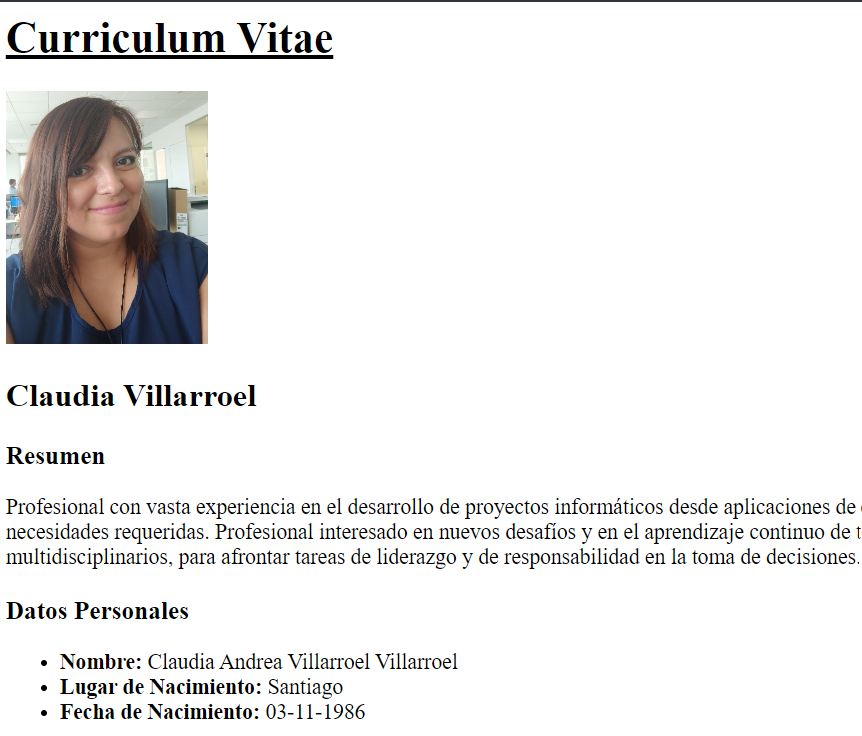 Curriculum Vitae
Claudia Villarroel
Resumen
Profesional con vasta experiencia en el desarrollo de proyectos informáticos desde aplicaciones de
necesidades requeridas. Profesional interesado en nuevos desafíos y en el aprendizaje continuo de
multidisciplinarios, para afrontar tareas de liderazgo y de responsabilidad en la toma de decisiones.
Datos Personales
• Nombre: Claudia Andrea Villarroel Villarroel
• Lugar de Nacimiento: Santiago
• Fecha de Nacimiento: 03-11-1986